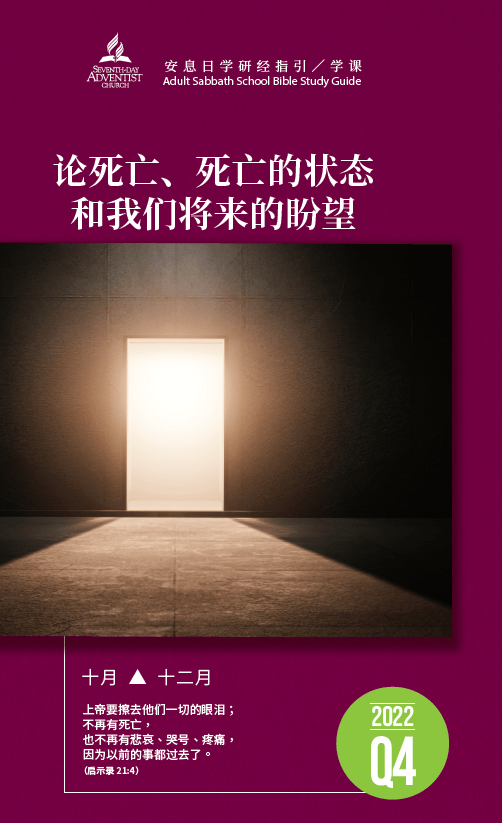 SEVENTH-DAY
ADVENTIST
CHURCH
安息日学研经指引／学课
Adult Sabbath School Bible Study Guide
论死亡、死亡的状态
和我们将来的盼望
十月 ▲ 十二月
上帝要擦去他们一切的眼泪；
不再有死亡，
也不再有悲哀、哭号、疼痛，
因为以前的事都过去了。
（启示录 21:4）
2022
Q4